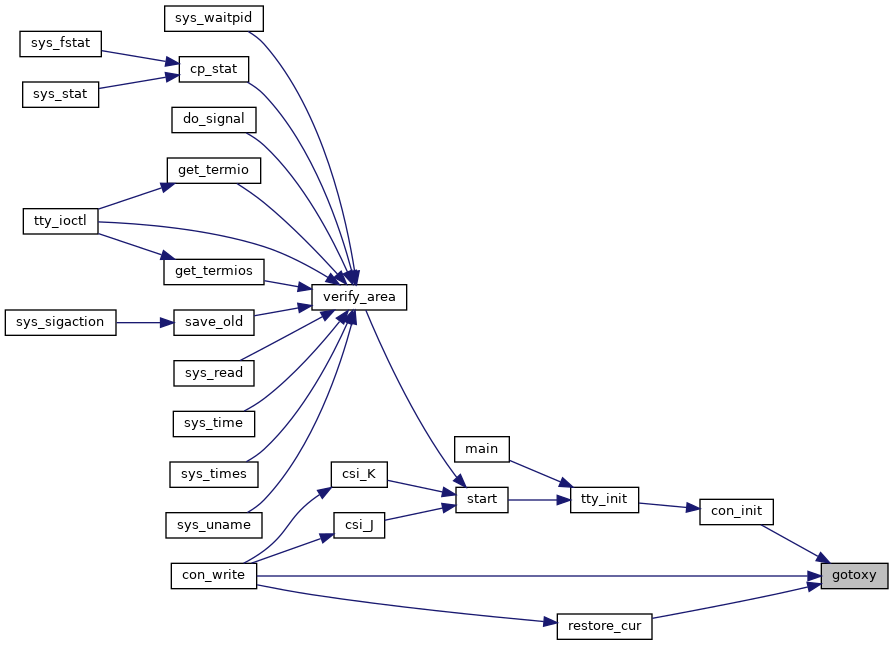 sys_waitpid
sys_fstat
cp_stat
sys_stat
do_signal
get_termio
tty_ioctl
get_termios
verify_area
sys_sigaction
save_old
sys_read
sys_time
main
csi_K
sys_times
start
tty_init
con_init
sys_uname
csi_J
con_write
gotoxy
restore_cur